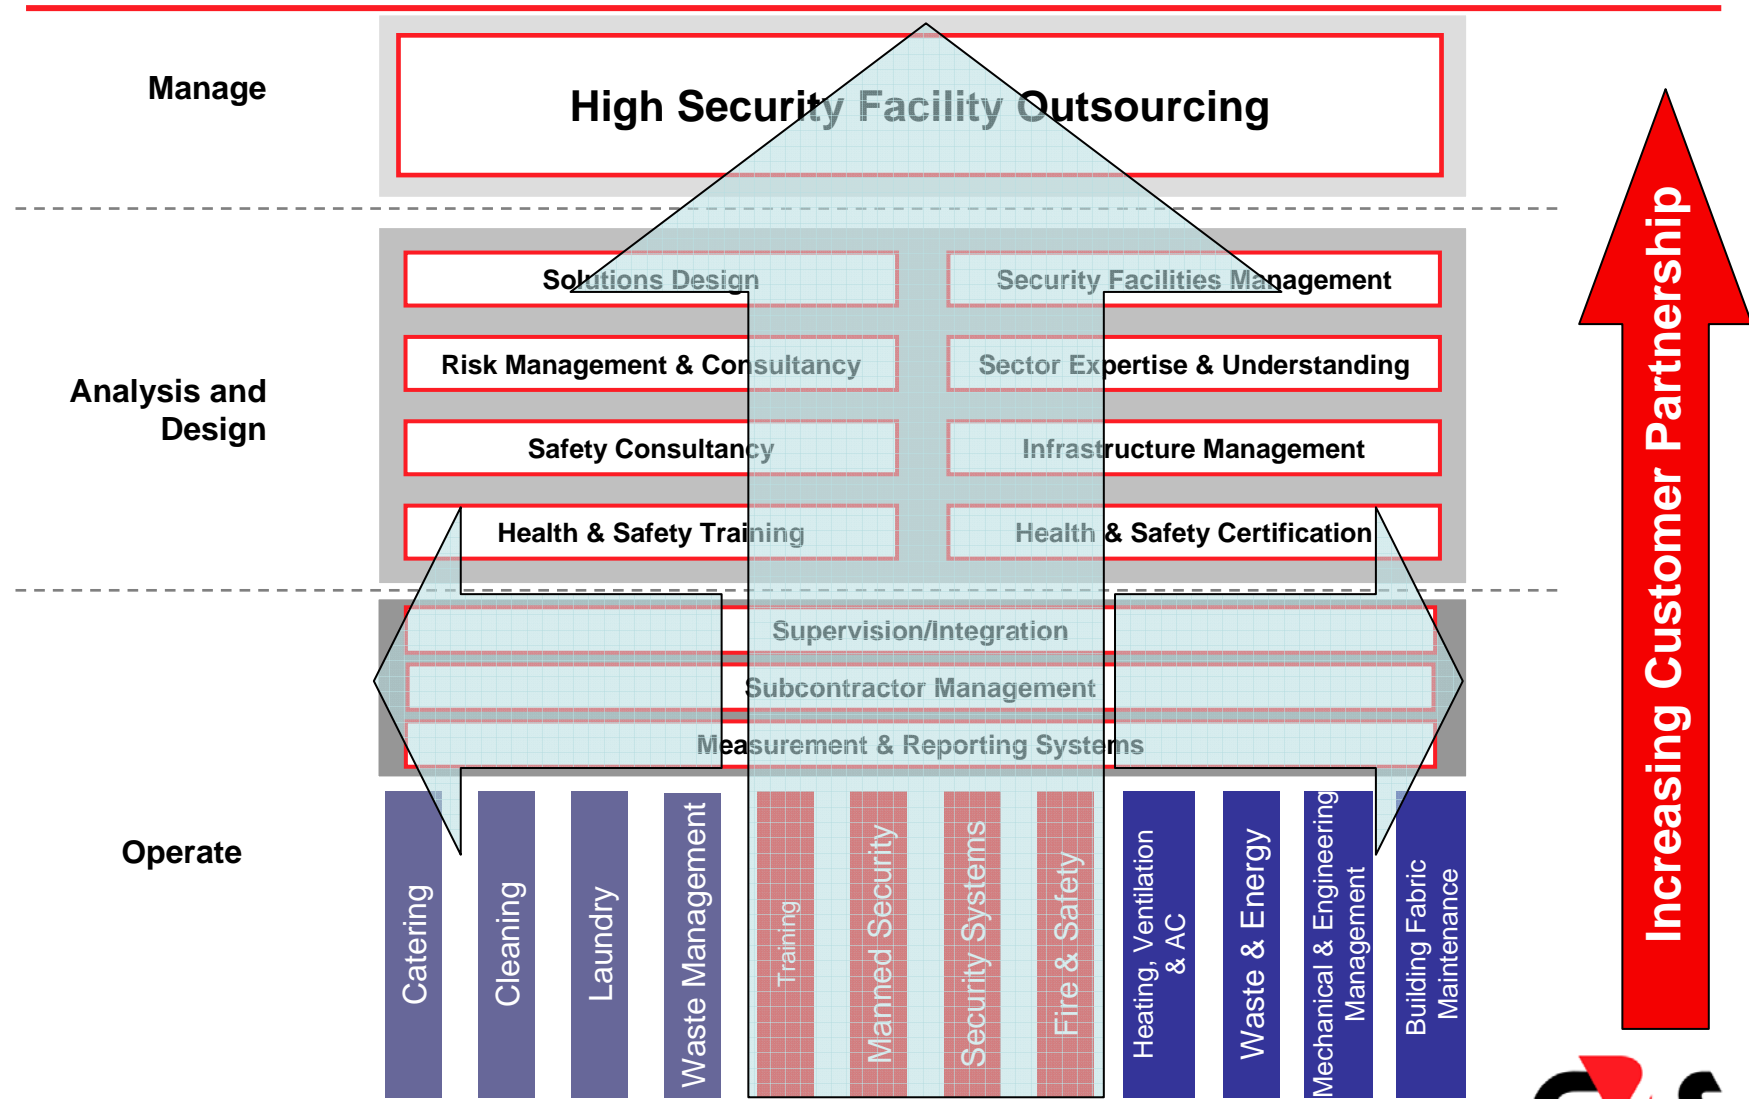 Manage
High Security Facility Outsourcing
Analysis and
Design
Solutions Design
Security Facilities Management
Risk Management & Consultancy
Sector Expertise & Understanding
Safety Consultancy
Infrastructure Management
Health & Safety Training
Health & Safety Certification
Operate
Supervision/Integration
Subcontractor Management
Measurement & Reporting Systems
Catering
Cleaning
Laundry
Waste Management
Training
Manned Security
Security Systems
Fire & Safety
Heating, Ventilation
& AC
Waste & Energy
Mechanical & Engineering
Management
Building Fabric
Maintenance
Increasing Customer Partnership